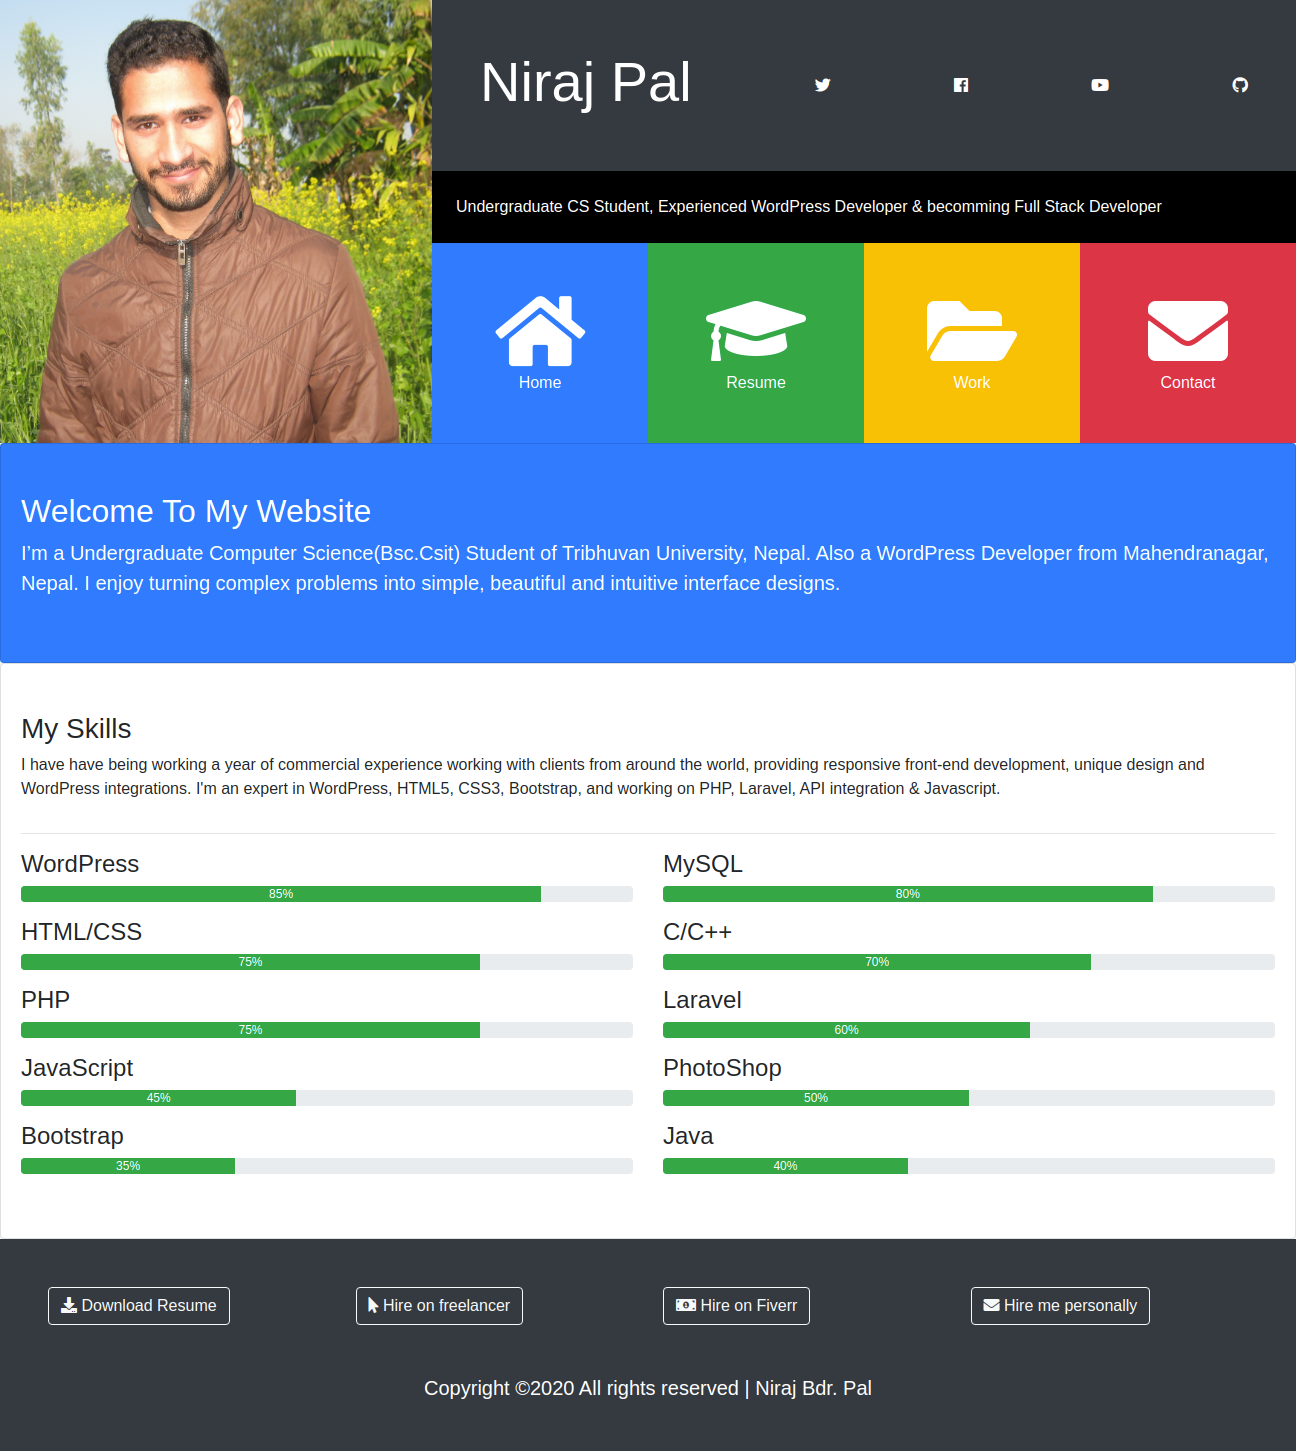 Niraj Pal
Undergraduate CS Student, Experienced WordPress Developer & becomming Full Stack Developer
Home
Resume
Work
Contact
Welcome To My Website
I’m a Undergraduate Computer Science(Bsc.Csit) Student of Tribhuvan University, Nepal. Also a WordPress Developer from Mahendranagar,
Nepal. I enjoy turning complex problems into simple, beautiful and intuitive interface designs.
My Skills
I have have being working a year of commercial experience working with clients from around the world, providing responsive front-end development, unique design and
WordPress integrations. I'm an expert in WordPress, HTML5, CSS3, Bootstrap, and working on PHP, Laravel, API integration & Javascript.
WordPress
85%
HTML/CSS
75%
PHP
75%
JavaScript
45%
Bootstrap
35%
MySQL
80%
C/C++
70%
Laravel
60%
PhotoShop
50%
Java
40%
Download Resume
Hire on freelancer
Hire on Fiverr
Hire me personally
Copyright ©2020 All rights reserved | Niraj Bdr. Pal